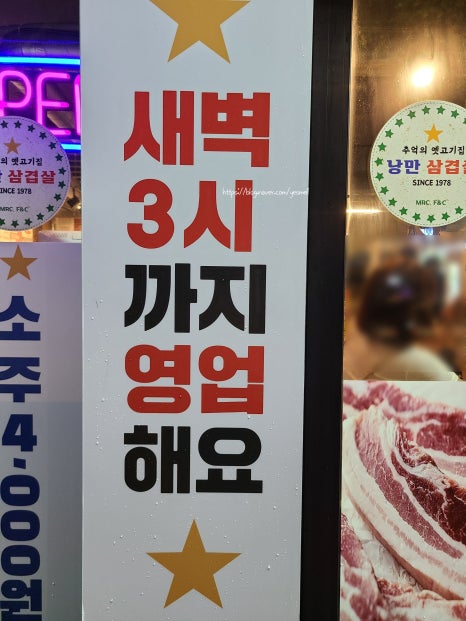 OPEN
추억의 옛고기집
낭만 삼겹살
SINCE 1978
MRC. F&C
소주 4,000원
새벽
3시
까지
영업
해요
추억의 옛고기집
낭만 삼겹살
SINCE 1978
MRC. F&C